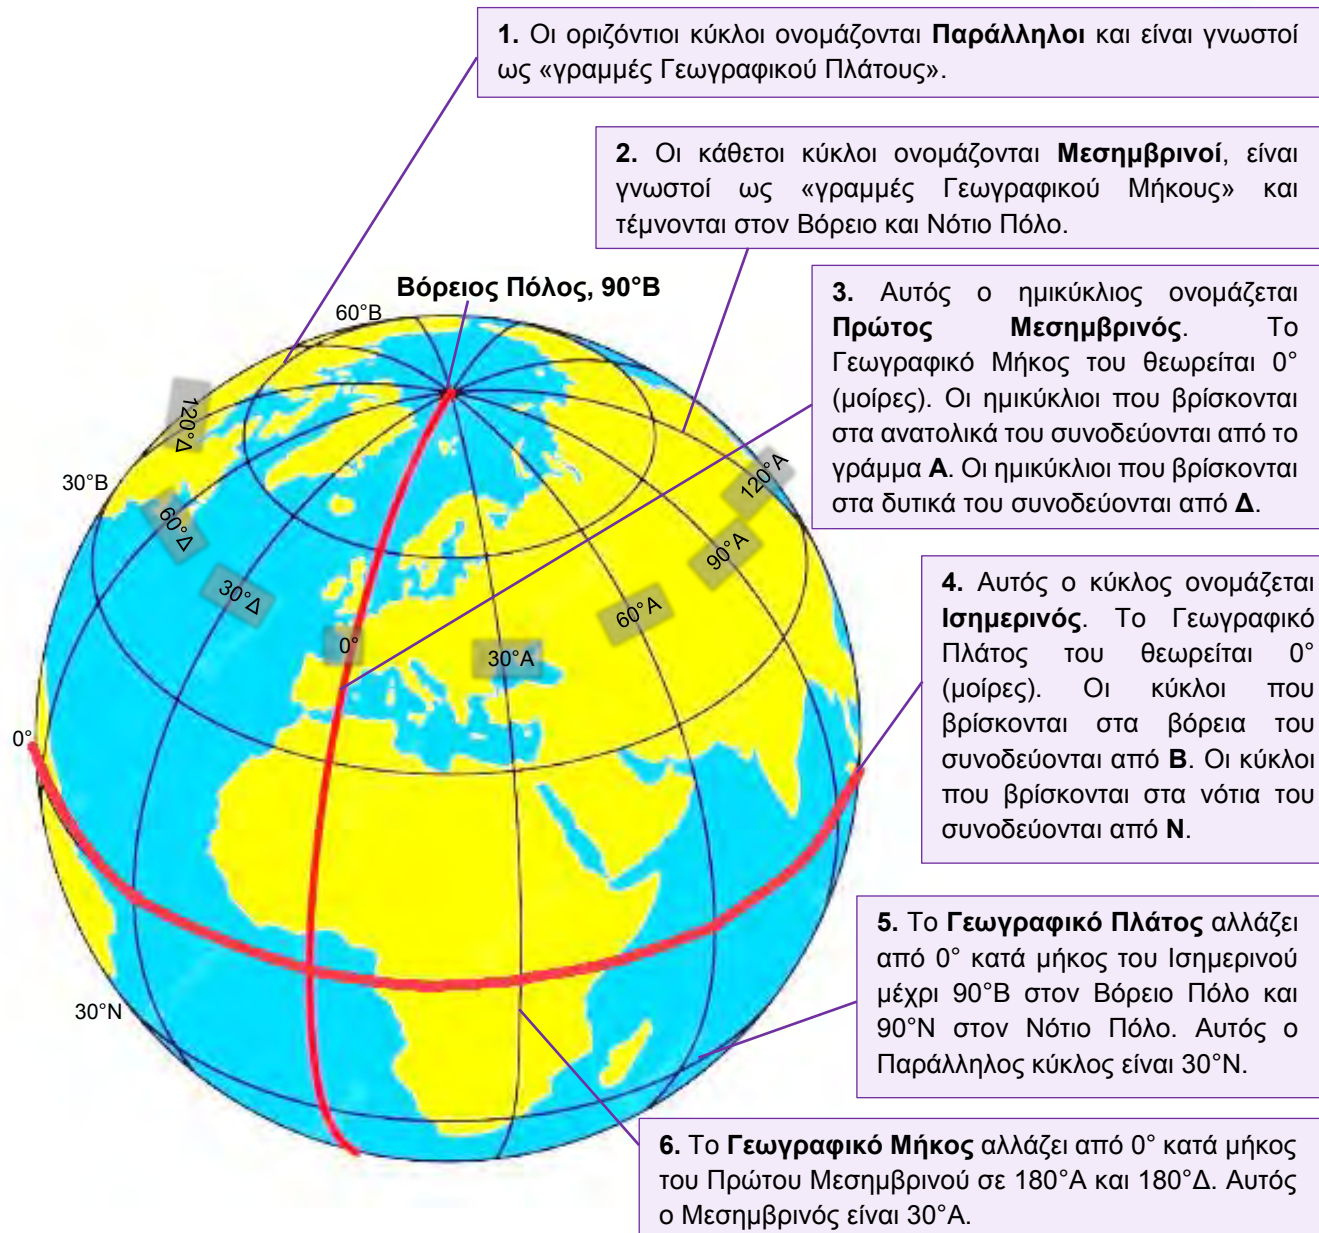 1. Οι οριζόντιοι κύκλοι ονομάζονται Παράλληλοι και είναι γνωστοί
ως «γραμμές Γεωγραφικού Πλάτους».
2. Οι κάθετοι κύκλοι ονομάζονται Μεσημβρινοί, είναι
γνωστοί ως «γραμμές Γεωγραφικού Μήκους» και
τέμνονται στον Βόρειο και Νότιο Πόλο.
Βόρειος Πόλος, 90°Β
60°Β
3. Αυτός ο ημικύκλιος ονομάζεται
Πρώτος Μεσημβρινός. Το
Γεωγραφικό Μήκος του θεωρείται 0°
(μοίρες). Οι ημικύκλιοι που βρίσκονται
στα ανατολικά του συνοδεύονται από το
γράμμα Α. Οι ημικύκλιοι που βρίσκονται
στα δυτικά του συνοδεύονται από Δ.
120°Δ
30°Β
60°Δ
30°Δ
0°
30°Α
60°Α
90°Α
120°Α
4. Αυτός ο κύκλος ονομάζεται
Ισημερινός. Το Γεωγραφικό
Πλάτος του θεωρείται 0°
(μοίρες). Οι κύκλοι που
βρίσκονται στα βόρεια του
συνοδεύονται από Β. Οι κύκλοι
που βρίσκονται στα νότια του
συνοδεύονται από Ν.
0°
5. Το Γεωγραφικό Πλάτος αλλάζει
από 0° κατά μήκος του Ισημερινού
μέχρι 90°Β στον Βόρειο Πόλο και
90°Ν στον Νότιο Πόλο. Αυτός ο
Παράλληλος κύκλος είναι 30°Ν.
30°Ν
6. Το Γεωγραφικό Μήκος αλλάζει από 0° κατά μήκος
του Πρώτου Μεσημβρινού σε 180°Α και 180°Δ. Αυτός
ο Μεσημβρινός είναι 30°Α.